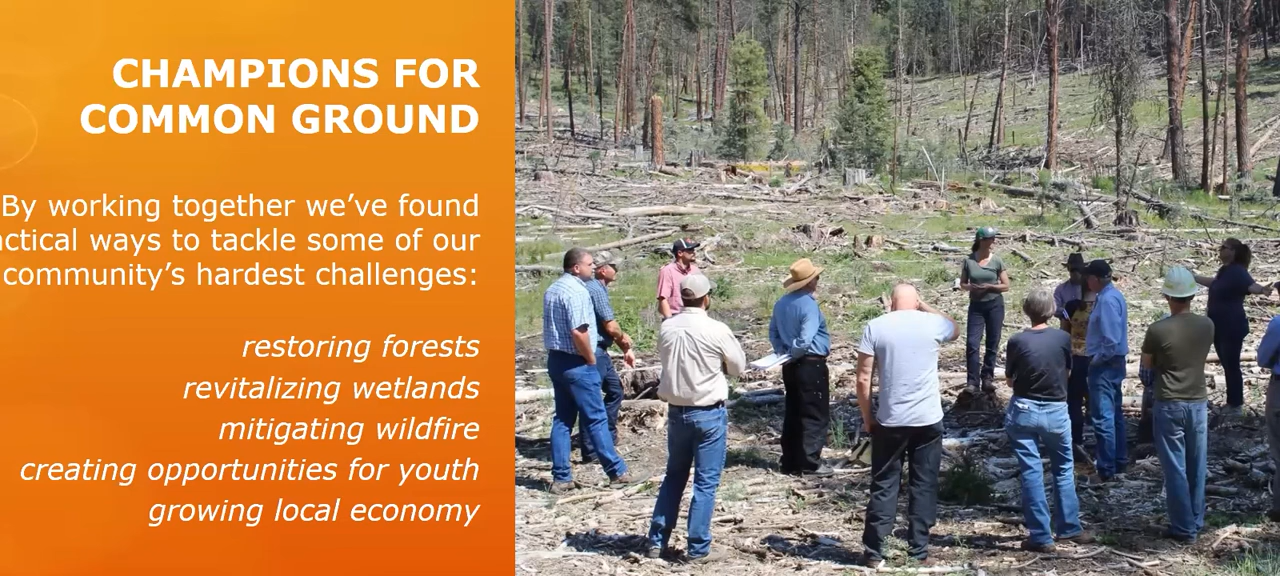 CHAMPIONS FOR
COMMON GROUND
By working together we’ve found
actical ways to tackle some of our
community’s hardest challenges:
restoring forests
revitalizing wetlands
mitigating wildfire
creating opportunities for youth
growing local economy